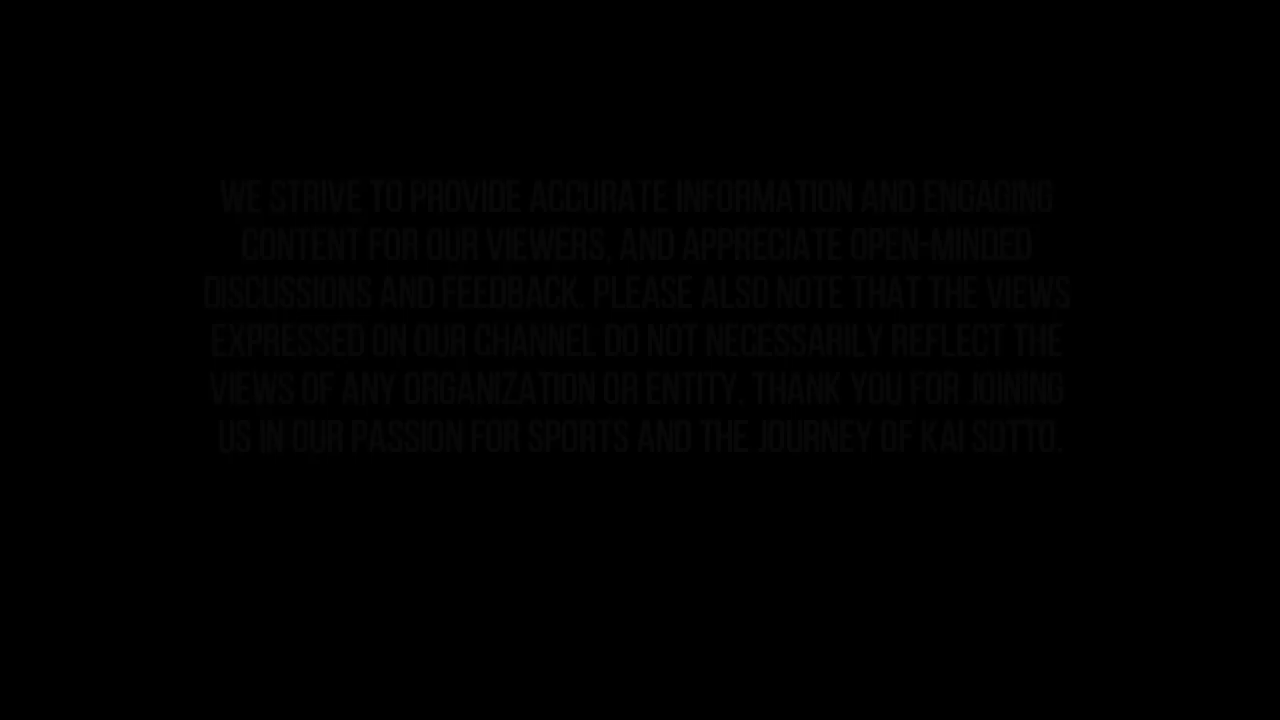 WE STRIVE TO PROVIDE ACCURATE INFORMATION AND ENGAGING
CONTENT FOR OUR VIEWERS, AND APPRECIATE OPEN-MINDED
DISCUSSIONS AND FEEDBACK. PLEASE ALSO NOTE THAT THE VIEWS
EXPRESSED ON OUR CHANNEL DO NOT NECESSARILY REFLECT THE
VIEWS OF ANY ORGANIZATION OR ENTITY. THANK YOU FOR JOINING
US IN OUR PASSION FOR SPORTS AND THE JOURNEY OF KAI SOTTO.